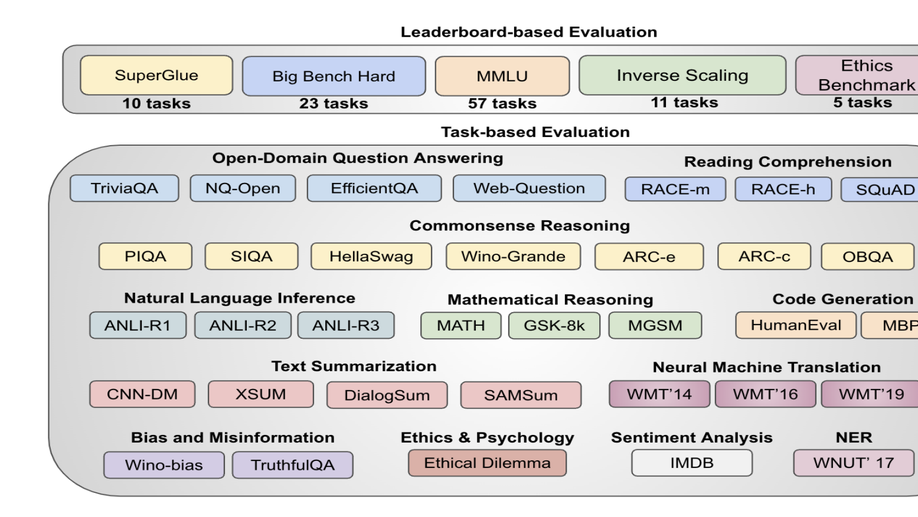 Leaderboard-based Evaluation
SuperGlue
Big Bench Hard
MMLU
Inverse Scaling
Ethics
Benchmark
10 tasks
23 tasks
57 tasks
11 tasks
5 tasks
Task-based Evaluation
Open-Domain Question Answering
Reading Comprehension
TriviaQA
NQ-Open
EfficientQA
Web-Question
RACE-m
RACE-h
SQuAD
Commonsense Reasoning
PIQA
SIQA
HellaSwag
Wino-Grande
ARC-e
ARC-c
OBQA
Natural Language Inference
Mathematical Reasoning
Code Generation
ANLI-R1
ANLI-R2
ANLI-R3
MATH
GSK-8k
MGSM
HumanEval
MBP
Text Summarization
Neural Machine Translation
CNN-DM
XSUM
DialogSum
SAMSum
WMT'14
WMT'16
WMT'19
Bias and Misinformation
Ethics & Psychology
Sentiment Analysis
NER
Wino-bias
TruthfulQA
Ethical Dilemma
IMDB
WNUT' 17